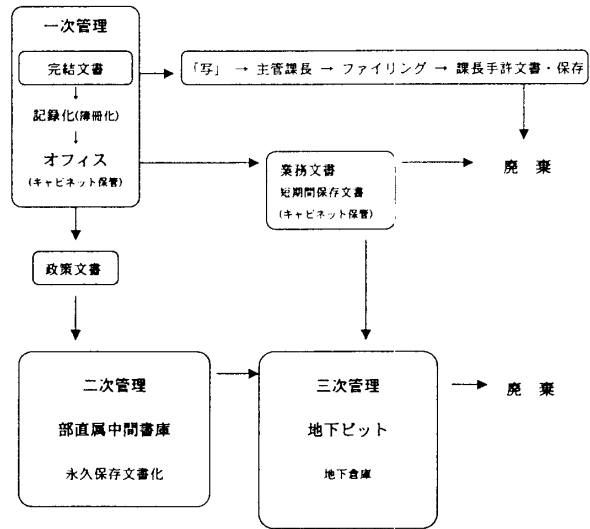 一次管理
完結文書
↓
記録化(簿冊化)
↓
オフィス
(キャビネット保管)
「写」 → 主管課長 → ファイリング → 課長手許文書・保存
業務文書
短期間保存文書
(キャビネット保管)
廃 棄
政策文書
二次管理
部直属中間書庫
永久保存文書化
三次管理
地下ピット
地下倉庫
廃 棄